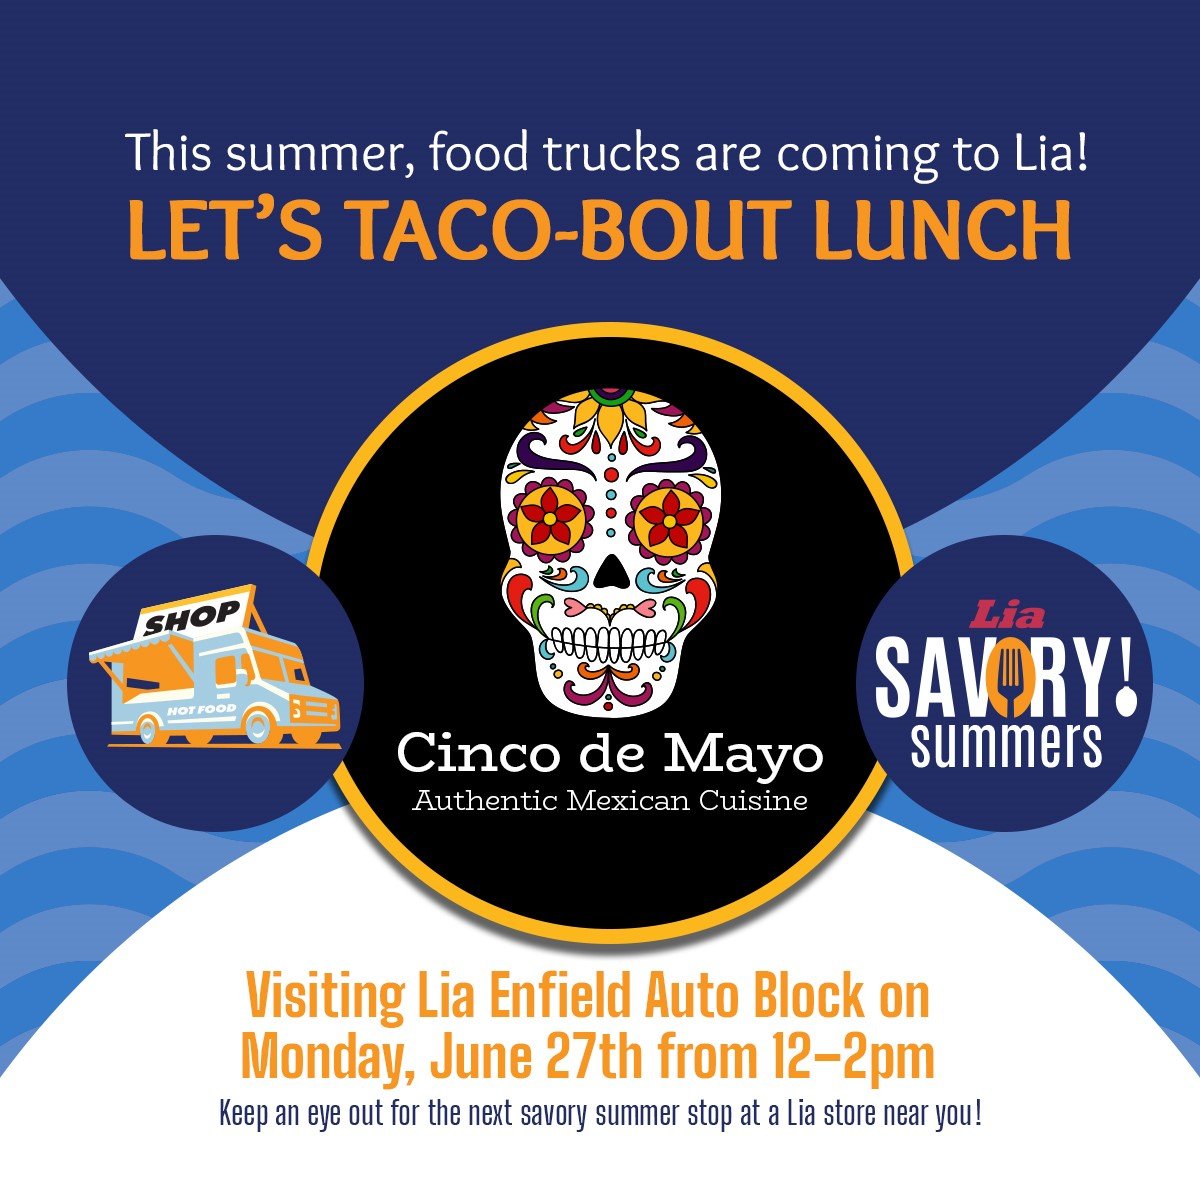 This summer, food trucks are coming to Lia!
LET'S TACO-BOUT LUNCH
SHOP
HOT FOOD
Cinco de Mayo
Authentic Mexican Cuisine
Lia
SAVORY!
summers
Visiting Lia Enfield Auto Block on
Monday, June 27th from 12–2pm
Keep an eye out for the next savory summer stop at a Lia store near you!